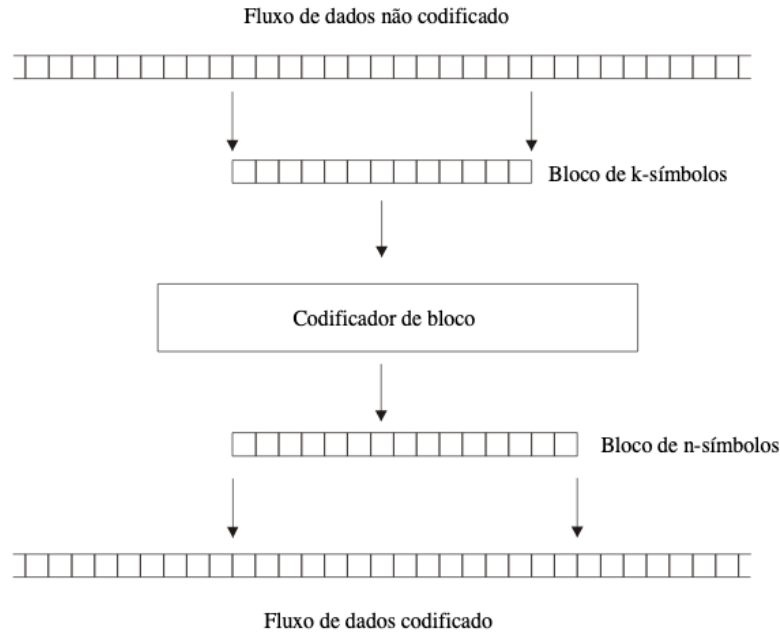 Fluxo de dados não codificado
Bloco de k-símbolos
Codificador de bloco
Bloco de n-símbolos
Fluxo de dados codificado